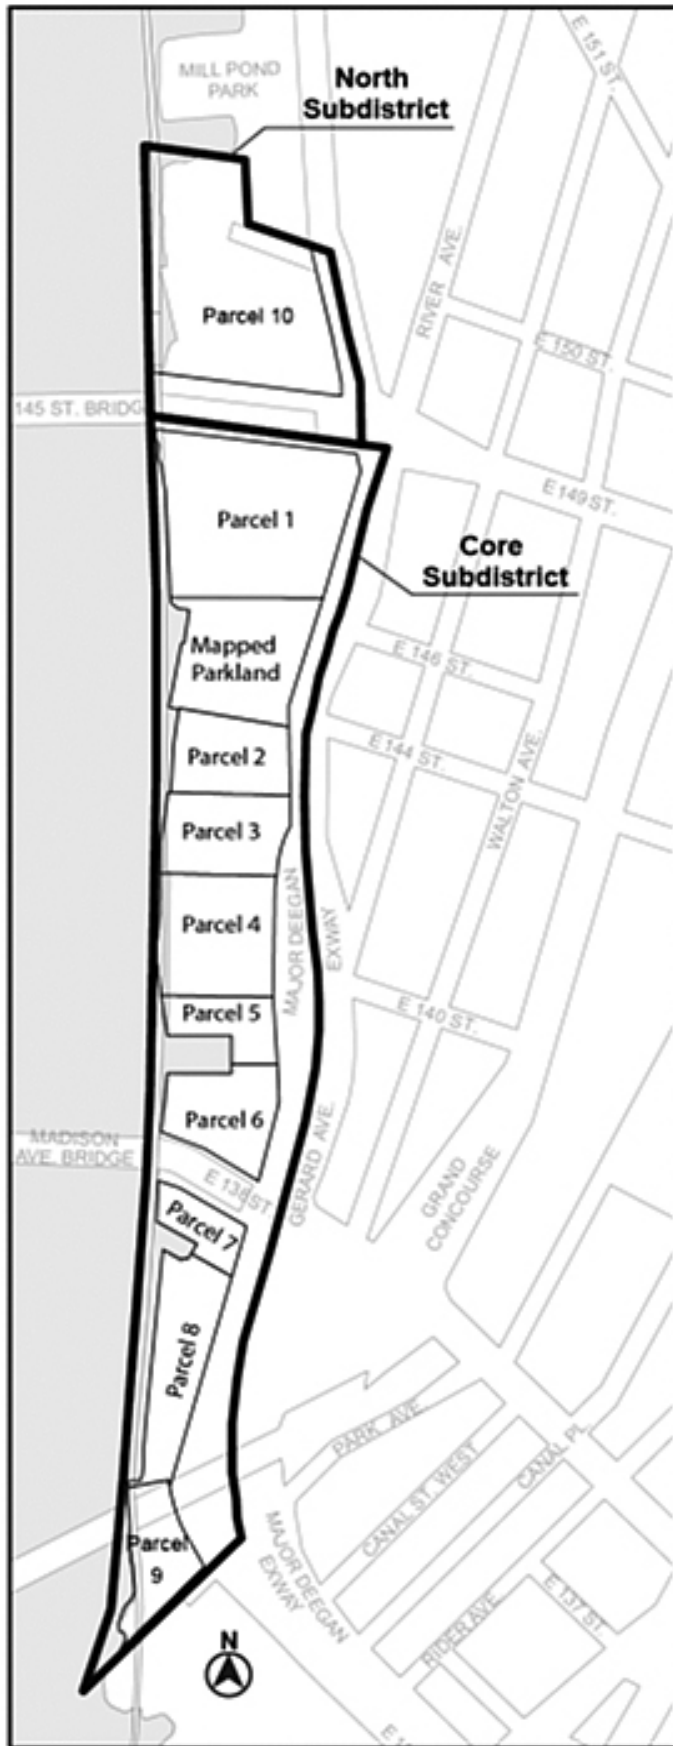 MILL POND
PARK
North
Subdistrict
E 151 ST.
RIVER AVE.
Parcel 10
E 150 ST.
145 ST. BRIDG
Parcel 1
E 149 ST.
Core
Subdistrict
Mapped
Parkland
E 146 ST.
Parcel 2
E 144 ST.
WALTON AVE.
Parcel 3
MAJOR DEEGAN
EXWAY
Parcel 4
Parcel 5
E 140 ST.
Parcel 6
MADISON
AVE. BRIDGE
E 138 ST.
GERARD AVE.
GRAND
CONCOURSE
Parcel 7
Parcel 8
PARK AVE.
CANAL ST. WEST
CANAL PL.
MAJOR DEEGAN
EXWAY
Parcel
9
RIDER AVE.
E 137 ST.
N